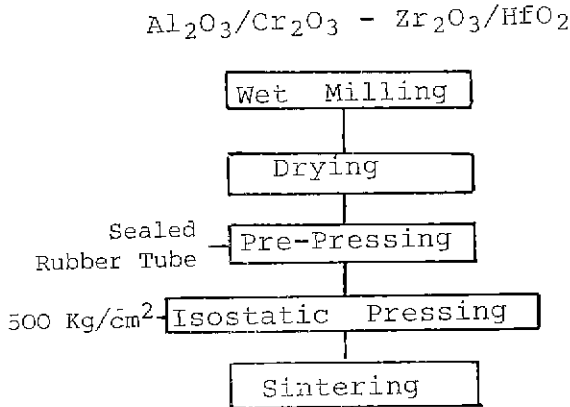 Al₂O₃/Cr₂O₃ - Zr₂O₃/HfO₂
Wet Milling
Drying
Sealed
Rubber Tube
Pre-Pressing
500 Kg/cm² Isostatic Pressing
Sintering